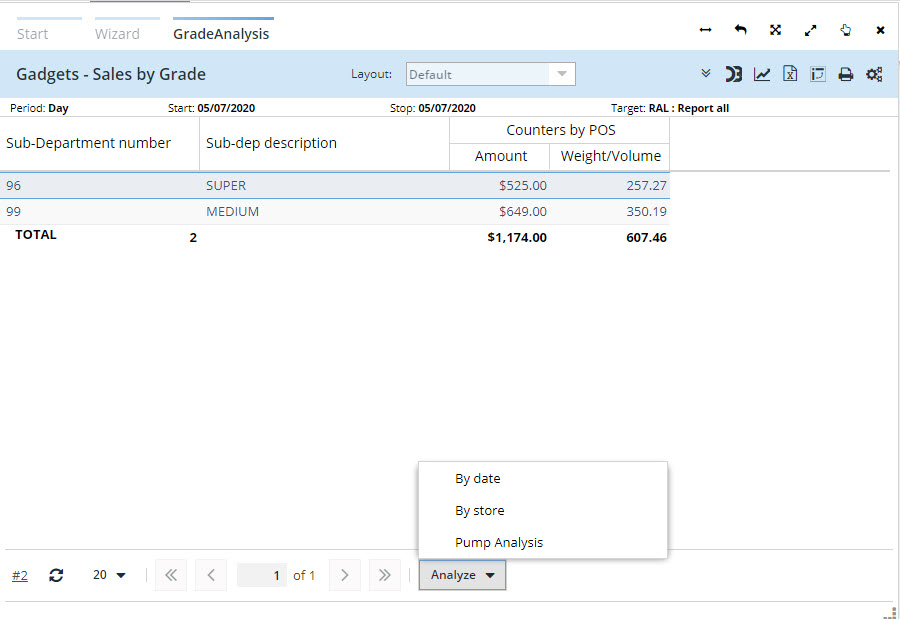 Start Wizard GradeAnalysis
Gadgets - Sales by Grade Layout: Default
Period: Day Start: 05/07/2020 Stop: 05/07/2020 Target: RAL : Report all
Sub-Department number Sub-dep description Counters by POS
Amount Weight/Volume
96 SUPER $525.00 257.27
99 MEDIUM $649.00 350.19
TOTAL 2 $1,174.00 607.46
By date
By store
Pump Analysis
#2 20 1 of 1 Analyze